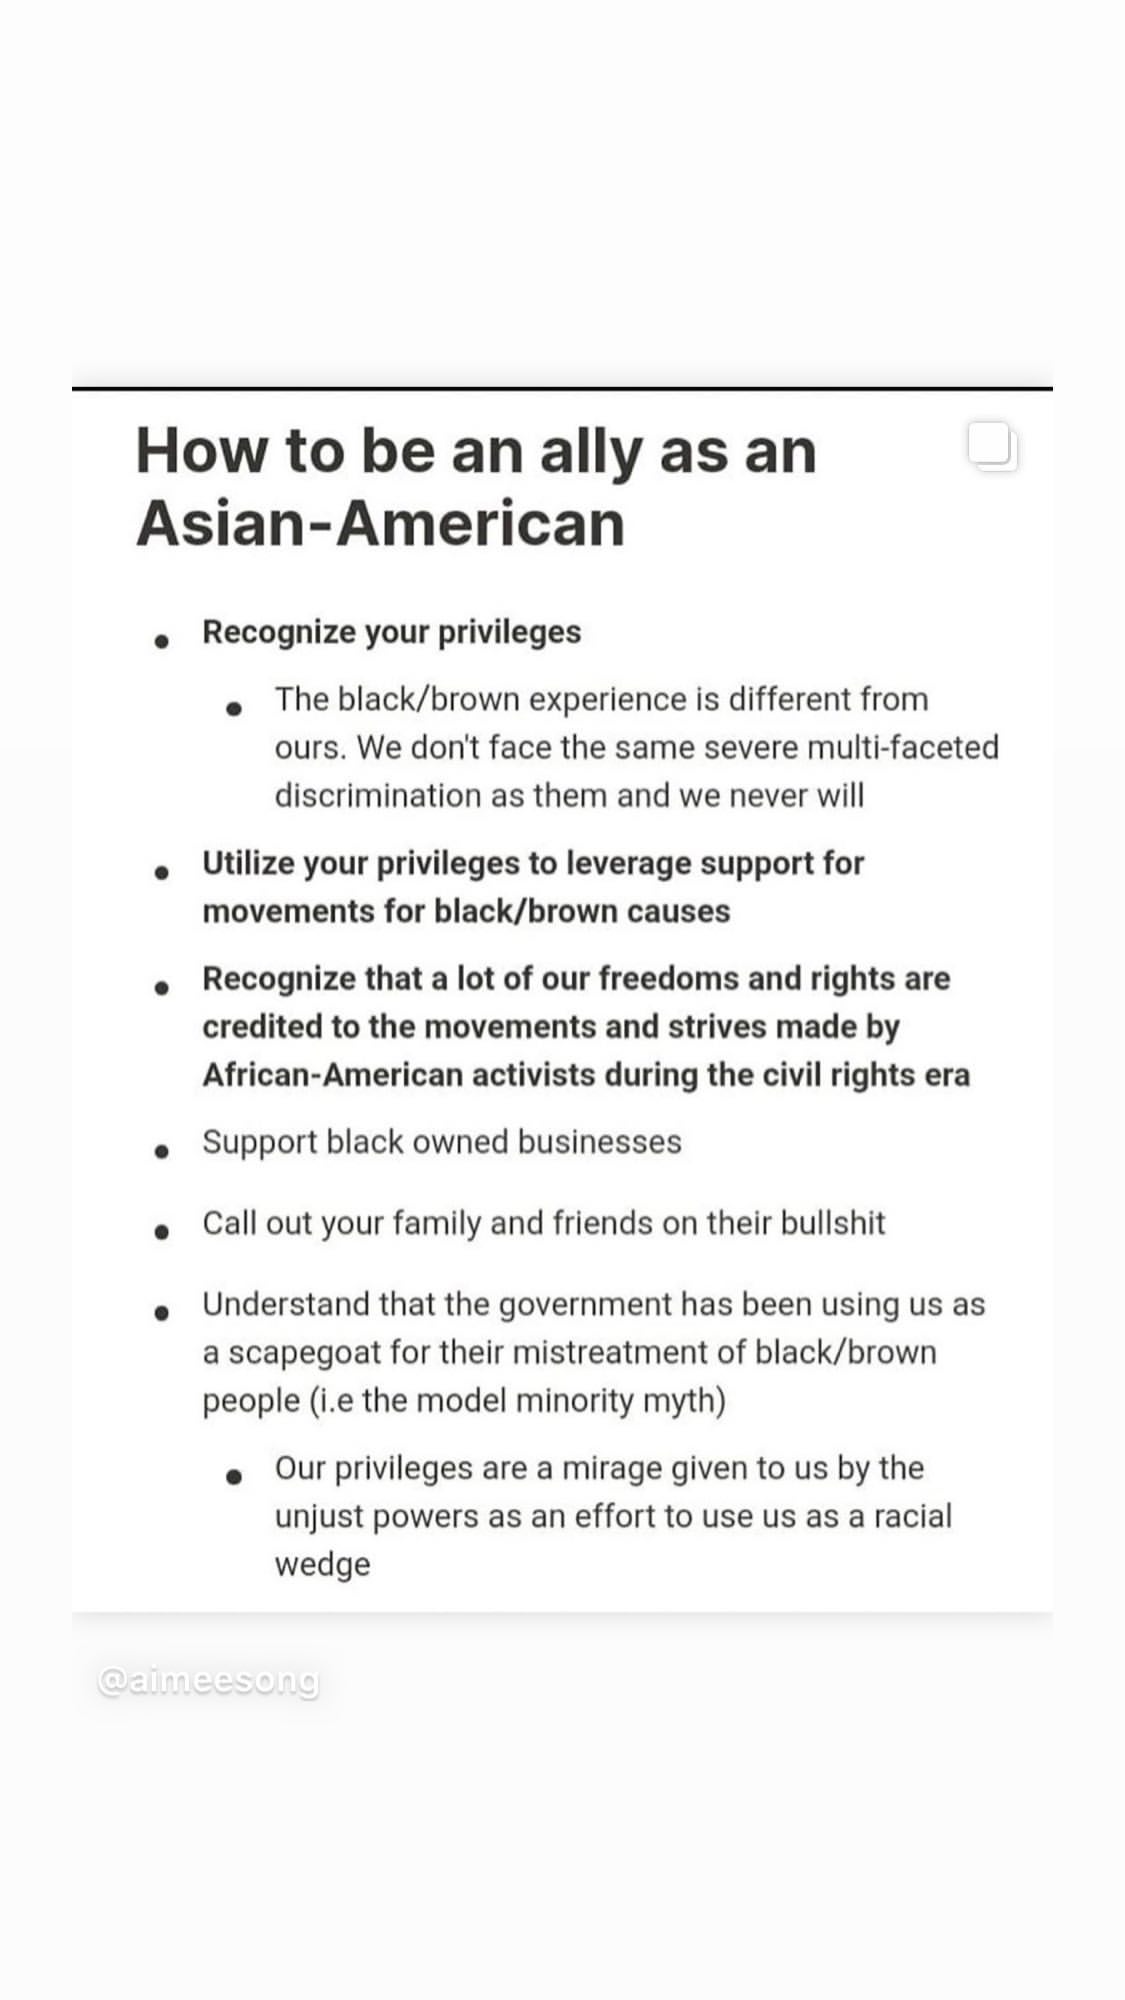 How to be an ally as an
Asian-American
• Recognize your privileges
• The black/brown experience is different from
ours. We don't face the same severe multi-faceted
discrimination as them and we never will
• Utilize your privileges to leverage support for
movements for black/brown causes
• Recognize that a lot of our freedoms and rights are
credited to the movements and strives made by
African-American activists during the civil rights era
• Support black owned businesses
• Call out your family and friends on their bullshit
• Understand that the government has been using us as
a scapegoat for their mistreatment of black/brown
people (i.e the model minority myth)
• Our privileges are a mirage given to us by the
unjust powers as an effort to use us as a racial
wedge
@aimeesong